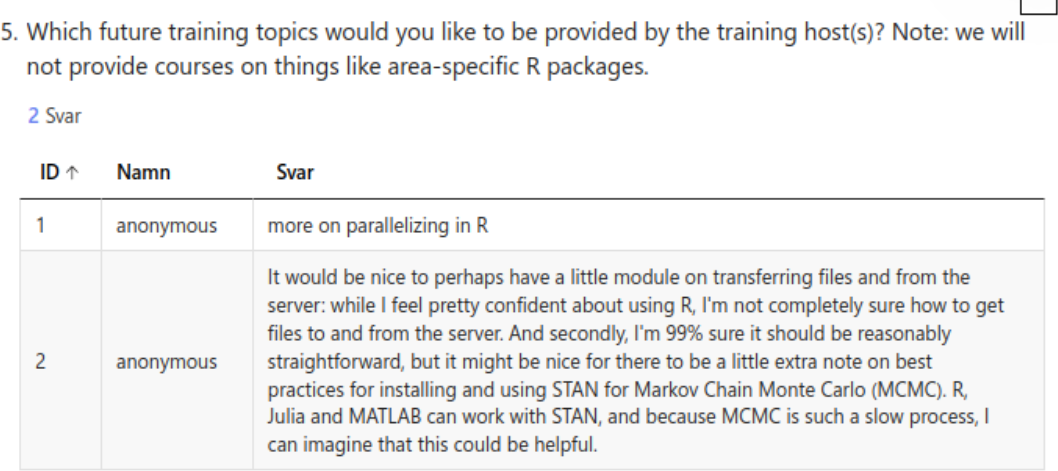 5. Which future training topics would you like to be provided by the training host(s)? Note: we will
not provide courses on things like area-specific R packages.
2 Svar
ID ↑ Namn Svar
1 anonymous more on parallelizing in R
2 anonymous It would be nice to perhaps have a little module on transferring files and from the
server: while I feel pretty confident about using R, I'm not completely sure how to get
files to and from the server. And secondly, I'm 99% sure it should be reasonably
straightforward, but it might be nice for there to be a little extra note on best
practices for installing and using STAN for Markov Chain Monte Carlo (MCMC). R,
Julia and MATLAB can work with STAN, and because MCMC is such a slow process, I
can imagine that this could be helpful.